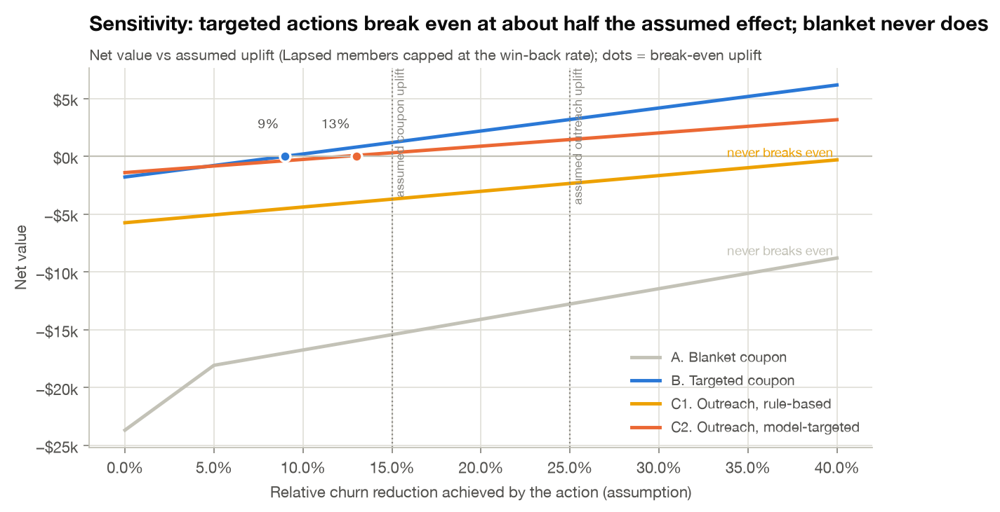 Sensitivity: targeted actions break even at about half the assumed effect; blanket never does
Net value vs assumed uplift (Lapsed members capped at the win-back rate); dots = break-even uplift
assumed coupon uplift
assumed outreach uplift
$5k
9%
13%
$0k
never breaks even
−$5k
Net value
never breaks even
−$10k
−$15k
A. Blanket coupon
B. Targeted coupon
−$20k
C1. Outreach, rule-based
C2. Outreach, model-targeted
−$25k
0.0%
5.0%
10.0%
15.0%
20.0%
25.0%
30.0%
35.0%
40.0%
Relative churn reduction achieved by the action (assumption)